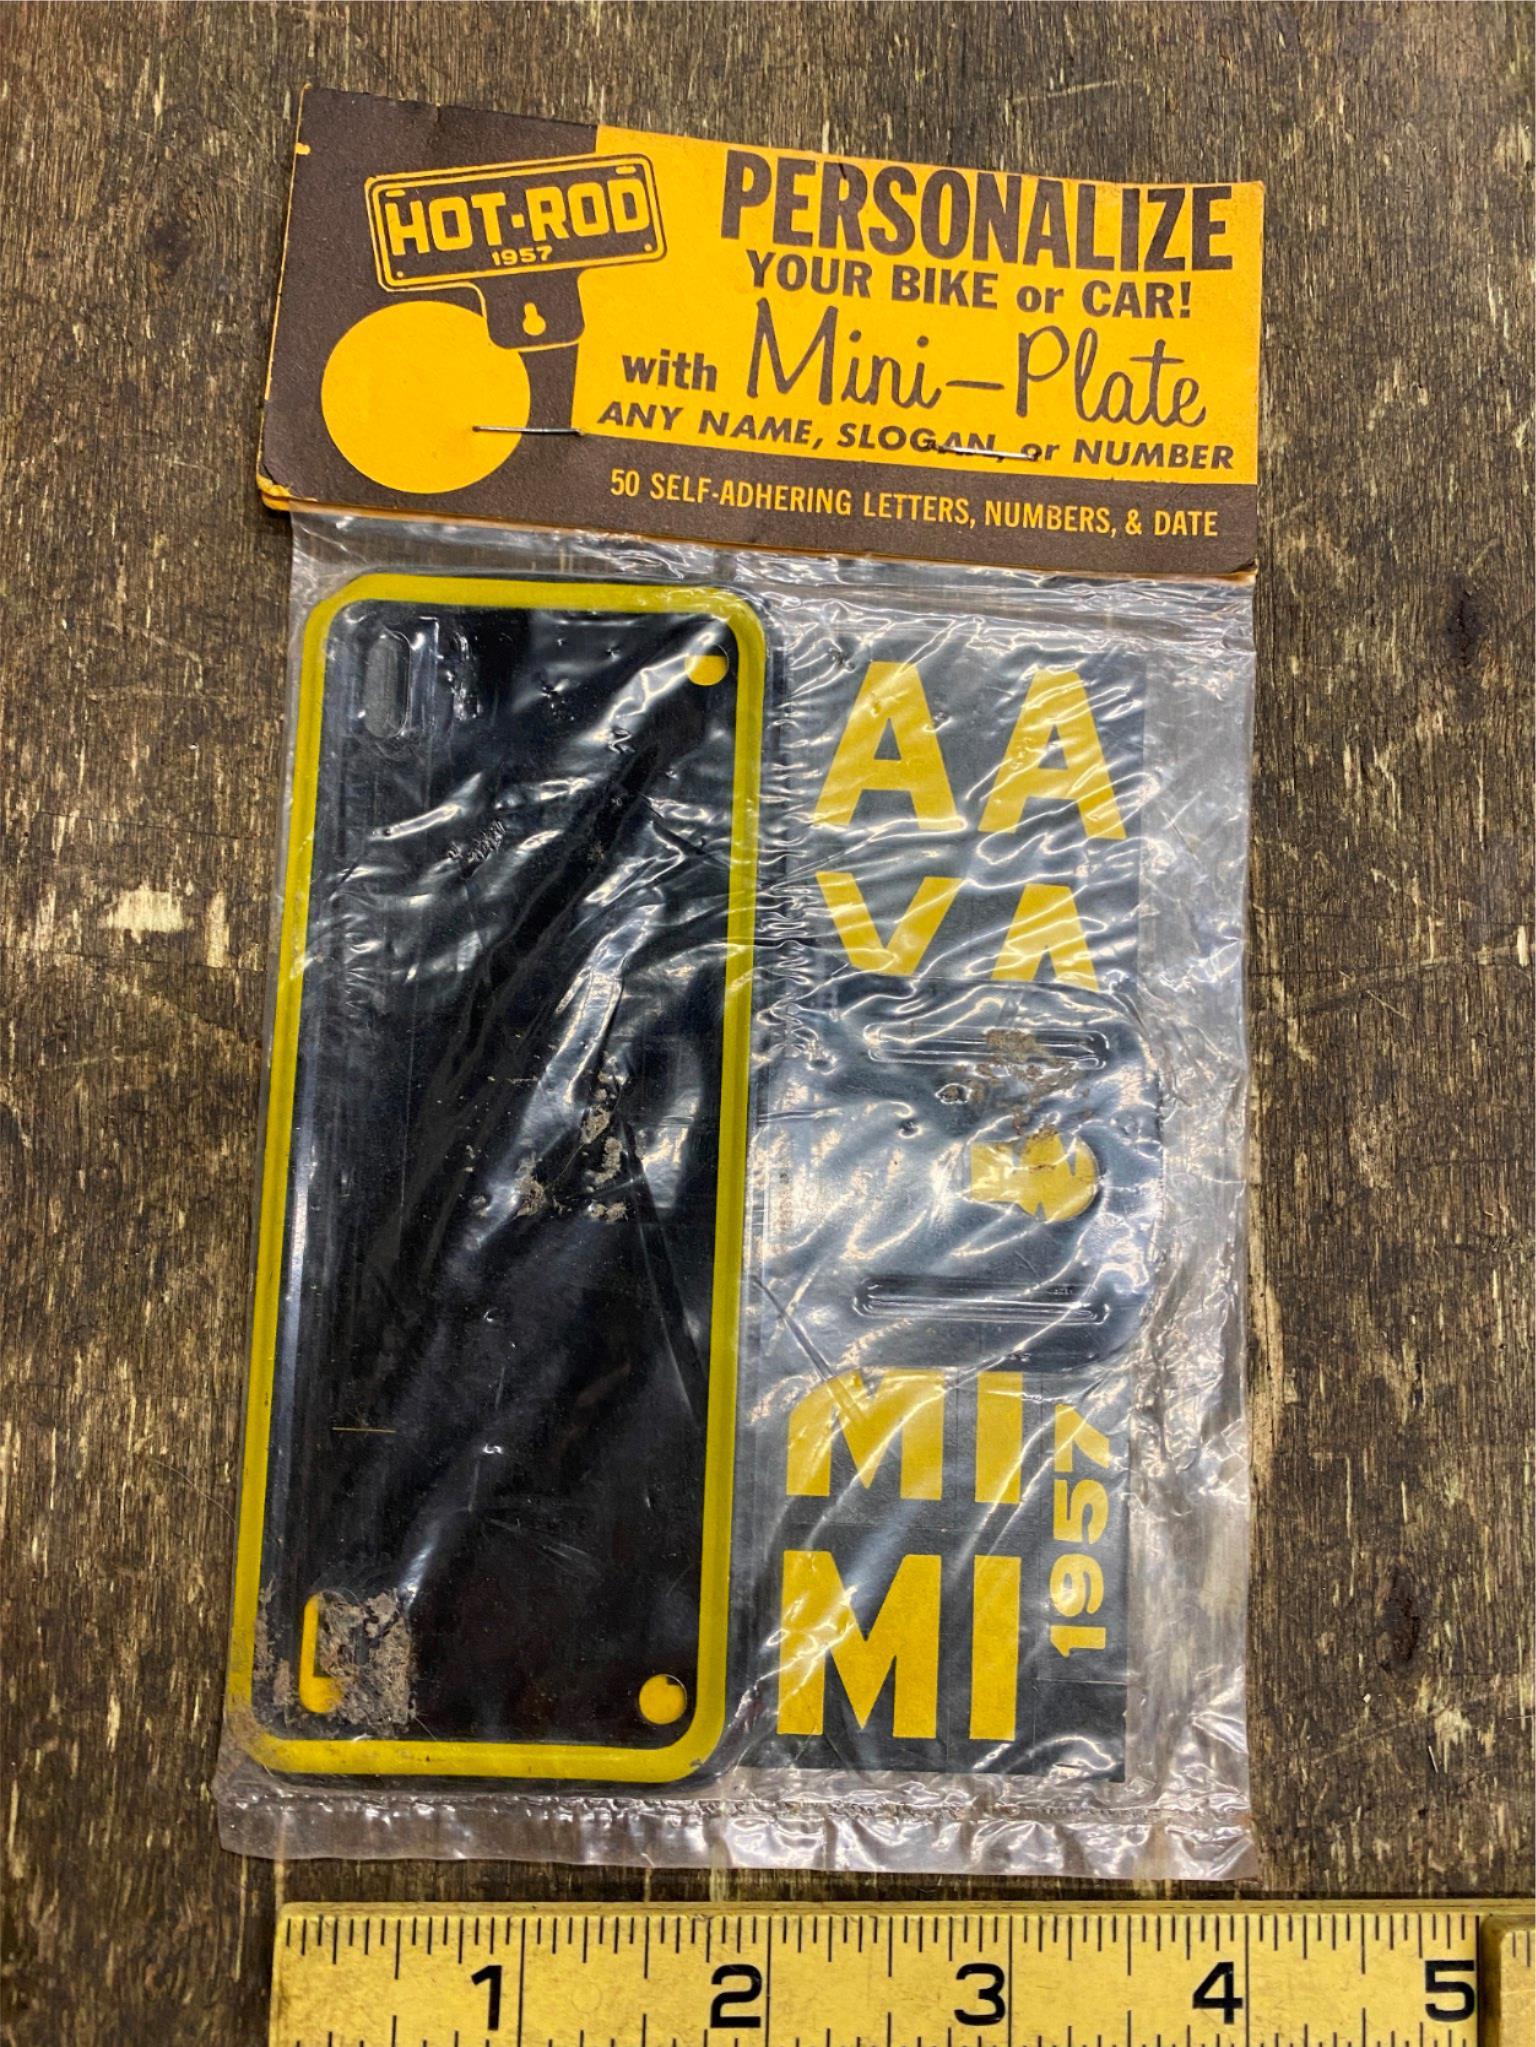 HOT-ROD
1957
PERSONALIZE
YOUR BIKE or CAR!
with Mini-Plate
ANY NAME, SLOGAN, or NUMBER
50 SELF-ADHERING LETTERS, NUMBERS, & DATE
A A
V A
MI
MI
1957
1 2 3 4 5